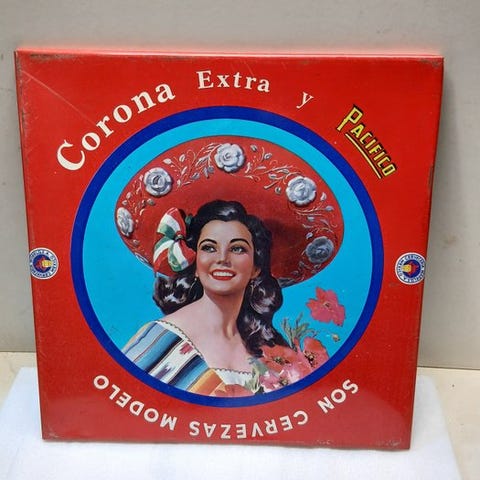 Corona Extra y
PACIFICO
SON CERVEZAS MODELO